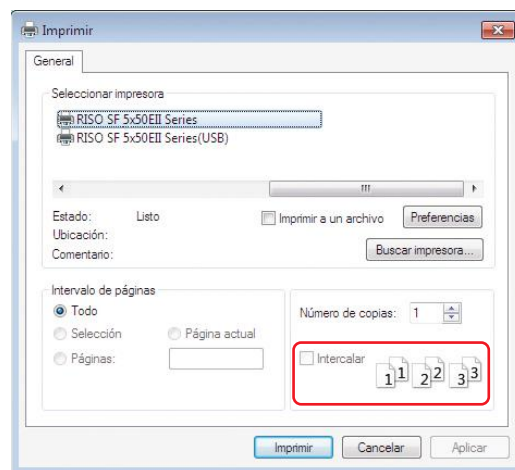 Imprimir
General
Seleccionar impresora
RISO SF 5x50EII Series
RISO SF 5x50EII Series(USB)
Estado: Listo
Imprimir a un archivo
Preferencias
Ubicación:
Comentario:
Buscar impresora...
Intervalo de páginas
Todo
Selección
Página actual
Páginas:
Número de copias: 1
Intercalar
1 1 2 2 3 3
Imprimir
Cancelar
Aplicar